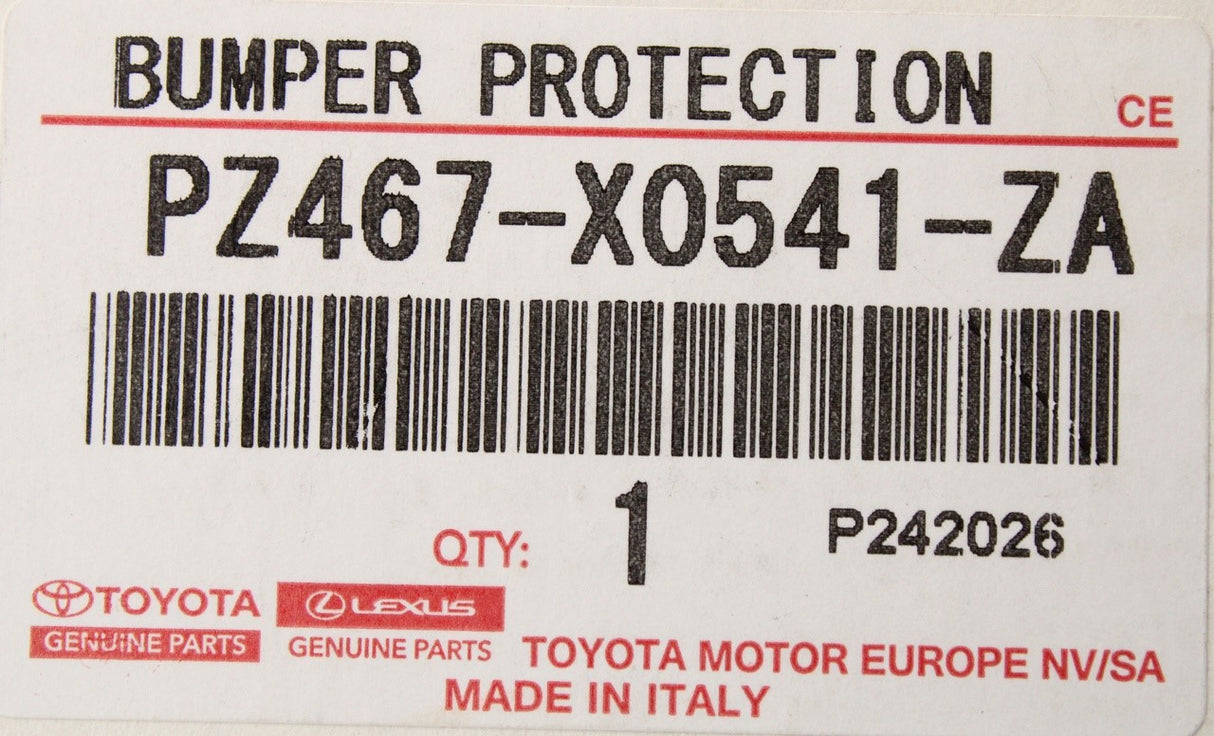 BUMPER PROTECTION
CE
PZ467-X0541-ZA
QTY: 1
P242026
TOYOTA
GENUINE PARTS
LEXUS
GENUINE PARTS
TOYOTA MOTOR EUROPE NV/SA
MADE IN ITALY